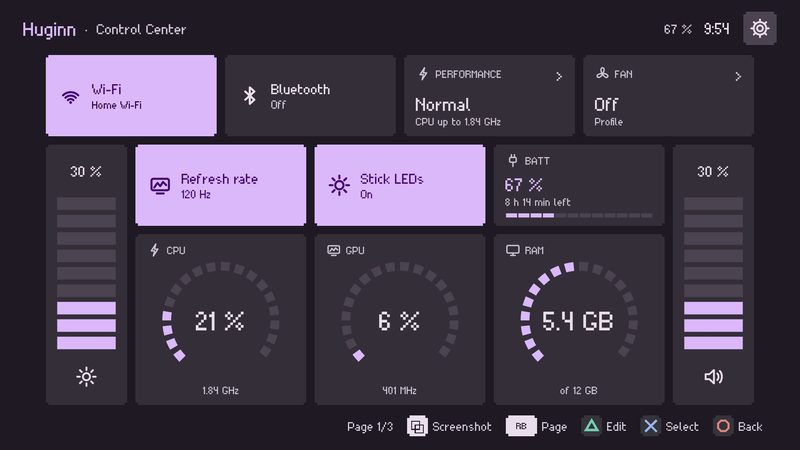 Huginn · Control Center
67 % 9:54
Wi-Fi
Home Wi-Fi
Bluetooth
Off
PERFORMANCE
Normal
CPU up to 1.84 GHz
FAN
Off
Profile
30 %
Refresh rate
120 Hz
Stick LEDs
On
BATT
67 %
8 h 14 min left
30 %
CPU
21 %
1.84 GHz
GPU
6 %
401 MHz
RAM
5.4 GB
of 12 GB
Page 1/3 Screenshot RB Page Edit Select Back